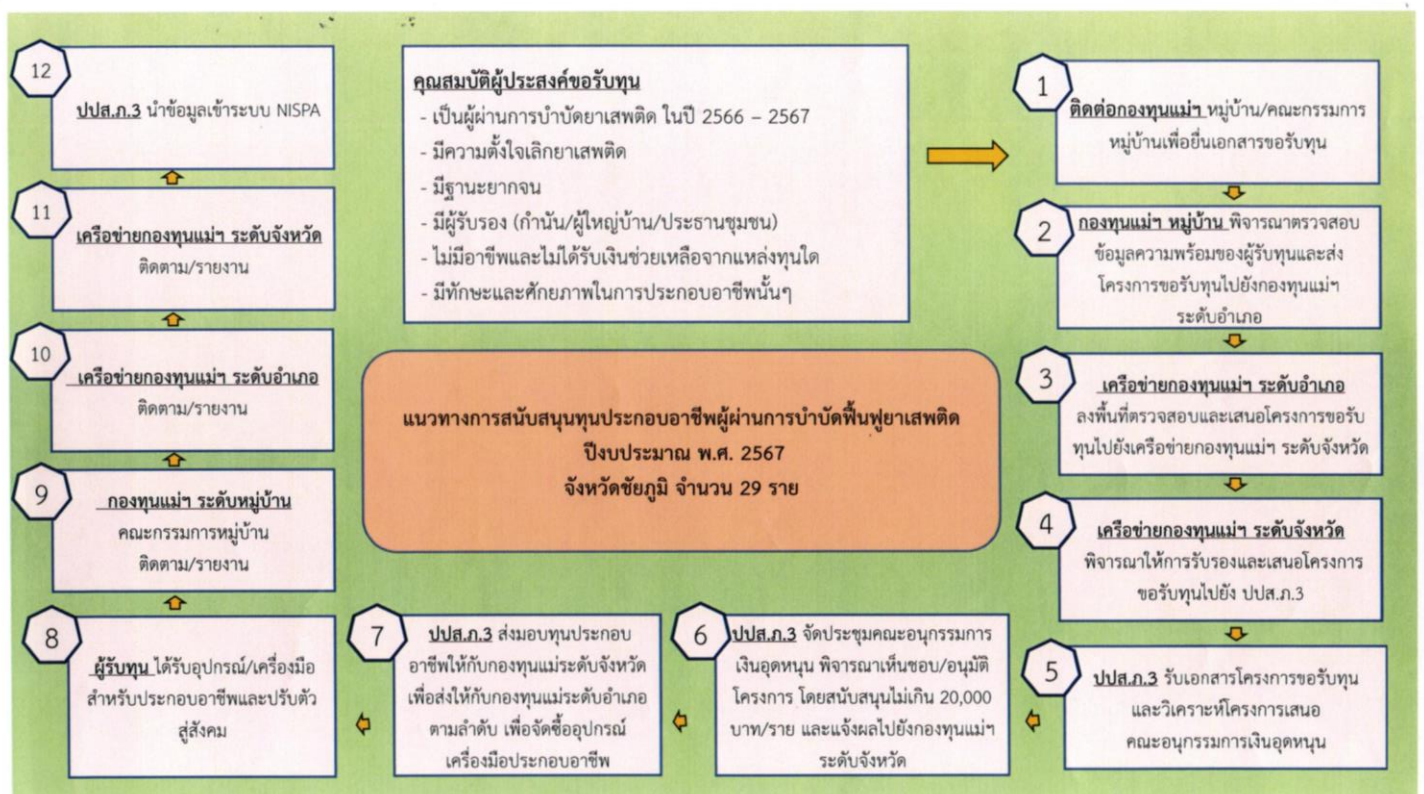 คุณสมบัติผู้ประสงค์ขอรับทุน
- เป็นผู้ผ่านการบำบัดยาเสพติด ในปี 2566 – 2567
- มีความตั้งใจเลิกยาเสพติด
- มีฐานะยากจน
- มีผู้รับรอง (กำนัน/ผู้ใหญ่บ้าน/ประธานชุมชน)
- ไม่มีอาชีพและไม่ได้รับเงินช่วยเหลือจากแหล่งทุนใด
- มีทักษะและศักยภาพในการประกอบอาชีพนั้นๆ
แนวทางการสนับสนุนทุนประกอบอาชีพผู้ผ่านการบำบัดฟื้นฟูยาเสพติด
ปีงบประมาณ พ.ศ. 2567
จังหวัดชัยภูมิ จำนวน 29 ราย
1
ติดต่อกองทุนแม่ฯ หมู่บ้าน/คณะกรรมการ
หมู่บ้านเพื่อยื่นเอกสารขอรับทุน
2
กองทุนแม่ฯ หมู่บ้าน พิจารณาตรวจสอบ
ข้อมูลความพร้อมของผู้รับทุนและส่ง
โครงการขอรับทุนไปยังกองทุนแม่ฯ
ระดับอำเภอ
3
เครือข่ายกองทุนแม่ฯ ระดับอำเภอ
ลงพื้นที่ตรวจสอบและเสนอโครงการขอรับ
ทุนไปยังเครือข่ายกองทุนแม่ฯ ระดับจังหวัด
4
เครือข่ายกองทุนแม่ฯ ระดับจังหวัด
พิจารณาให้การรับรองและเสนอโครงการ
ขอรับทุนไปยัง ปปส.ภ.3
5
ปปส.ภ.3 รับเอกสารโครงการขอรับทุน
และวิเคราะห์โครงการเสนอ
คณะอนุกรรมการเงินอุดหนุน
6
ปปส.ภ.3 จัดประชุมคณะอนุกรรมการ
เงินอุดหนุน พิจารณาเห็นชอบ/อนุมัติ
โครงการ โดยสนับสนุนไม่เกิน 20,000
บาท/ราย และแจ้งผลไปยังกองทุนแม่ฯ
ระดับจังหวัด
7
ปปส.ภ.3 ส่งมอบทุนประกอบ
อาชีพให้กับกองทุนแม่ระดับจังหวัด
เพื่อส่งให้กับกองทุนแม่ระดับอำเภอ
ตามลำดับ เพื่อจัดซื้ออุปกรณ์
เครื่องมือประกอบอาชีพ
8
ผู้รับทุน ได้รับอุปกรณ์/เครื่องมือ
สำหรับประกอบอาชีพและปรับตัว
สู่สังคม
9
กองทุนแม่ฯ ระดับหมู่บ้าน
คณะกรรมการหมู่บ้าน
ติดตาม/รายงาน
10
เครือข่ายกองทุนแม่ฯ ระดับอำเภอ
ติดตาม/รายงาน
11
เครือข่ายกองทุนแม่ฯ ระดับจังหวัด
ติดตาม/รายงาน
12
ปปส.ภ.3 นำข้อมูลเข้าระบบ NISPA